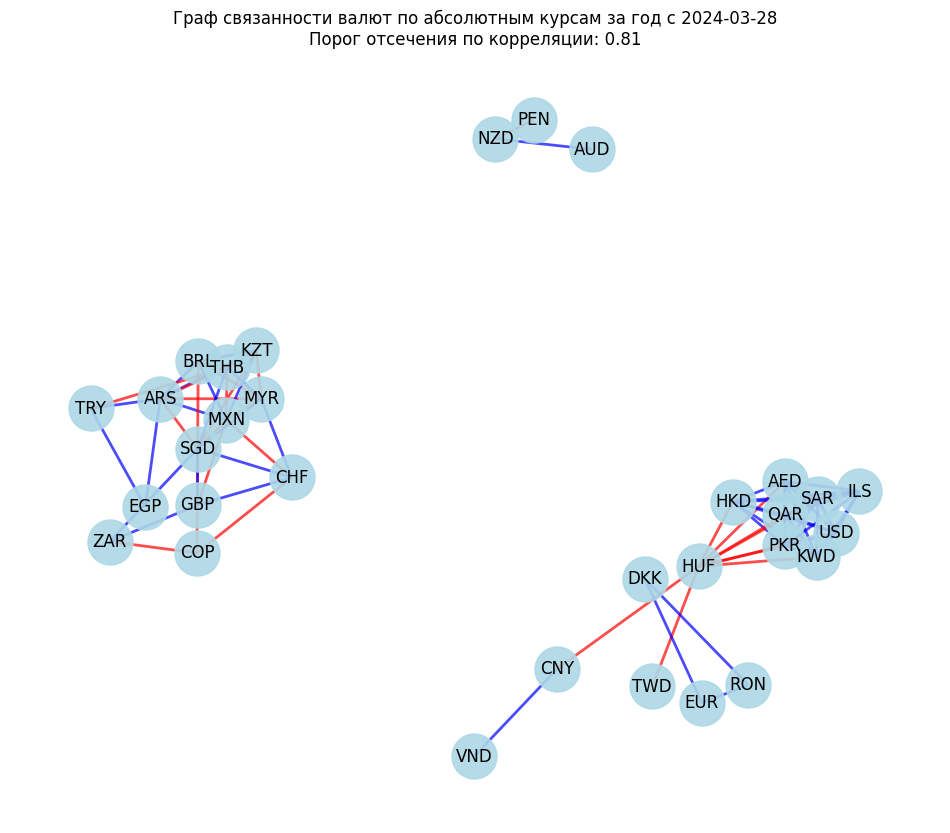 Граф связанности валют по абсолютным курсам за год с 2024-03-28
Порог отсечения по корреляции: 0.81
PEN
NZD
AUD
KZT
BRL
THB
ARS
MYR
TRY
MXN
SGD
CHF
EGP
GBP
ZAR
COP
AED
ILS
SAR
HKD
QAR
USD
PKR
KWD
HUF
DKK
CNY
TWD
RON
EUR
VND